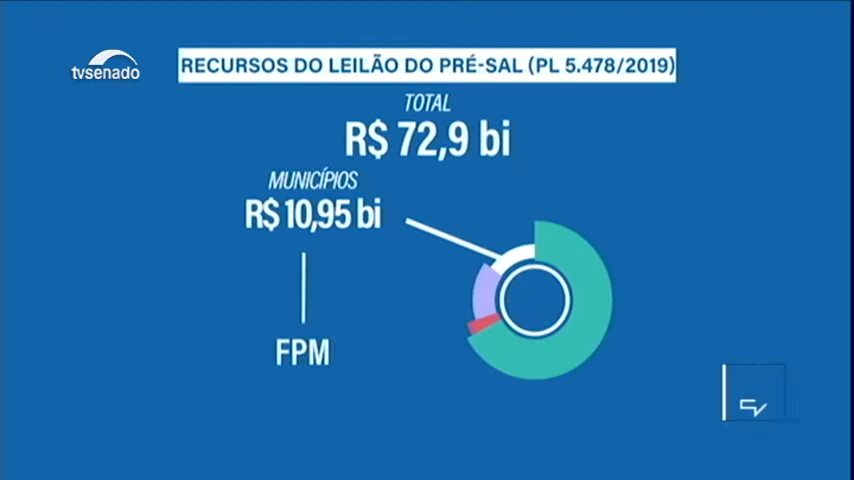 tvsenado
RECURSOS DO LEILÃO DO PRÉ-SAL (PL 5.478/2019)
TOTAL
R$ 72,9 bi
MUNICÍPIOS
R$ 10,95 bi
FPM